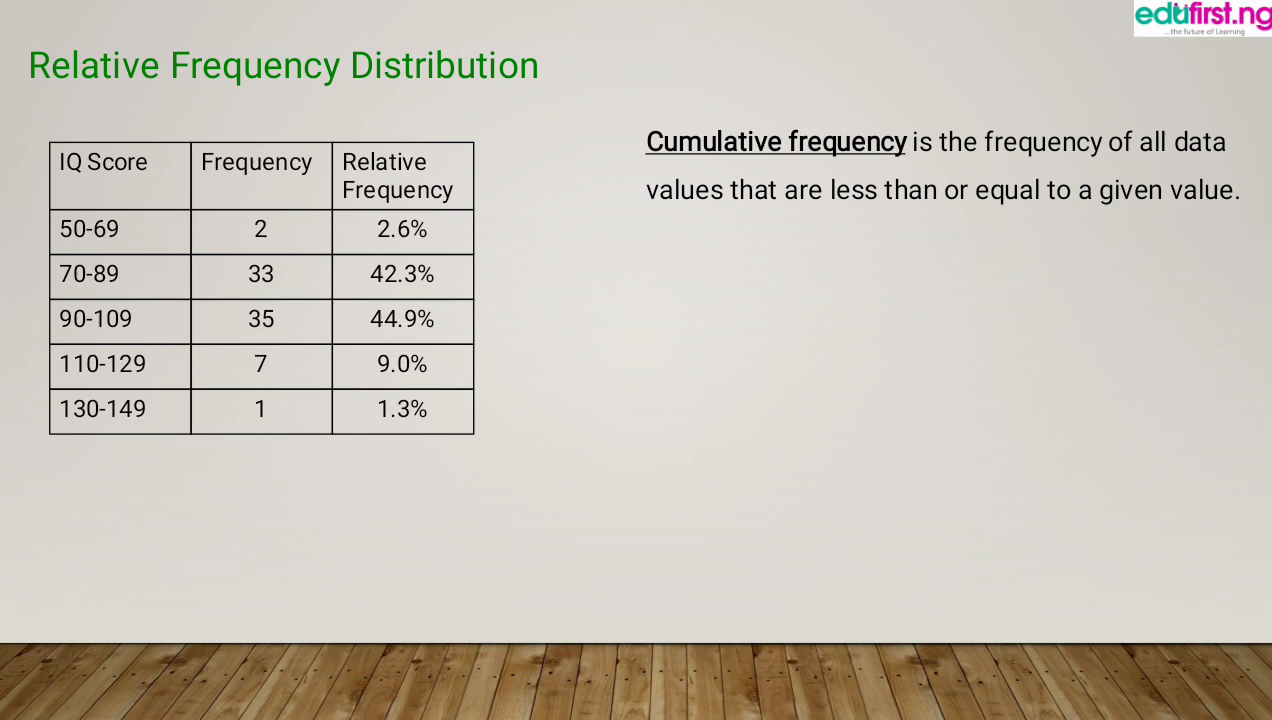 edufirst.ng
...the future of Learning
Relative Frequency Distribution
IQ Score Frequency Relative Frequency
50-69 2 2.6%
70-89 33 42.3%
90-109 35 44.9%
110-129 7 9.0%
130-149 1 1.3%
Cumulative frequency is the frequency of all data
values that are less than or equal to a given value.